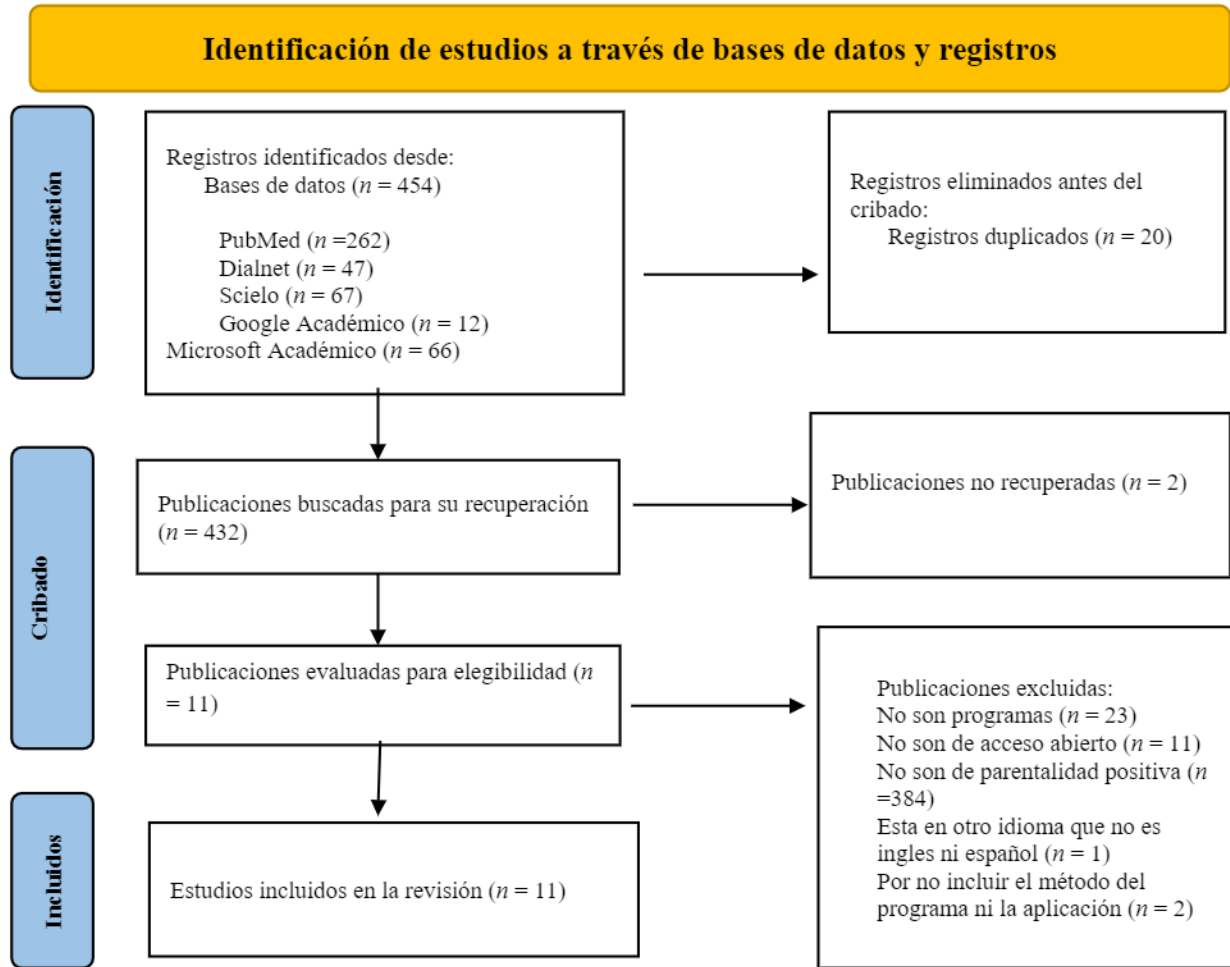 Identificación de estudios a través de bases de datos y registros
Identificación
Registros identificados desde:
Bases de datos (n = 454)
PubMed (n =262)
Dialnet (n = 47)
Scielo (n = 67)
Google Académico (n = 12)
Microsoft Académico (n = 66)
Registros eliminados antes del
cribado:
Registros duplicados (n = 20)
Cribado
Publicaciones buscadas para su recuperación
(n = 432)
Publicaciones no recuperadas (n = 2)
Publicaciones evaluadas para elegibilidad (n
= 11)
Publicaciones excluidas:
No son programas (n = 23)
No son de acceso abierto (n = 11)
No son de parentalidad positiva (n
=384)
Esta en otro idioma que no es
ingles ni español (n = 1)
Por no incluir el método del
programa ni la aplicación (n = 2)
Incluidos
Estudios incluidos en la revisión (n = 11)